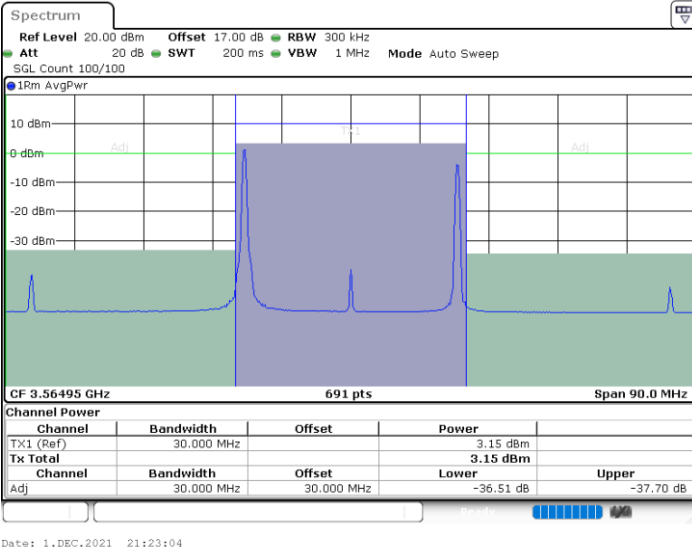 Spectrum
Ref Level 20.00 dBm Offset 17.00 dB RBW 300 kHz
Att 20 dB SWT 200 ms VBW 1 MHz Mode Auto Sweep
SGL Count 100/100
1Rm AvgPwr
10 dBm
TX1
Adj
Adj
0 dBm
-10 dBm
-20 dBm
-30 dBm
CF 3.56495 GHz 691 pts Span 90.0 MHz
Channel Power
Channel Bandwidth Offset Power
TX1 (Ref) 30.000 MHz 3.15 dBm
Tx Total 3.15 dBm
Channel Bandwidth Offset Lower Upper
Adj 30.000 MHz 30.000 MHz -36.51 dB -37.70 dB
Ready
Date: 1.DEC.2021 21:23:04